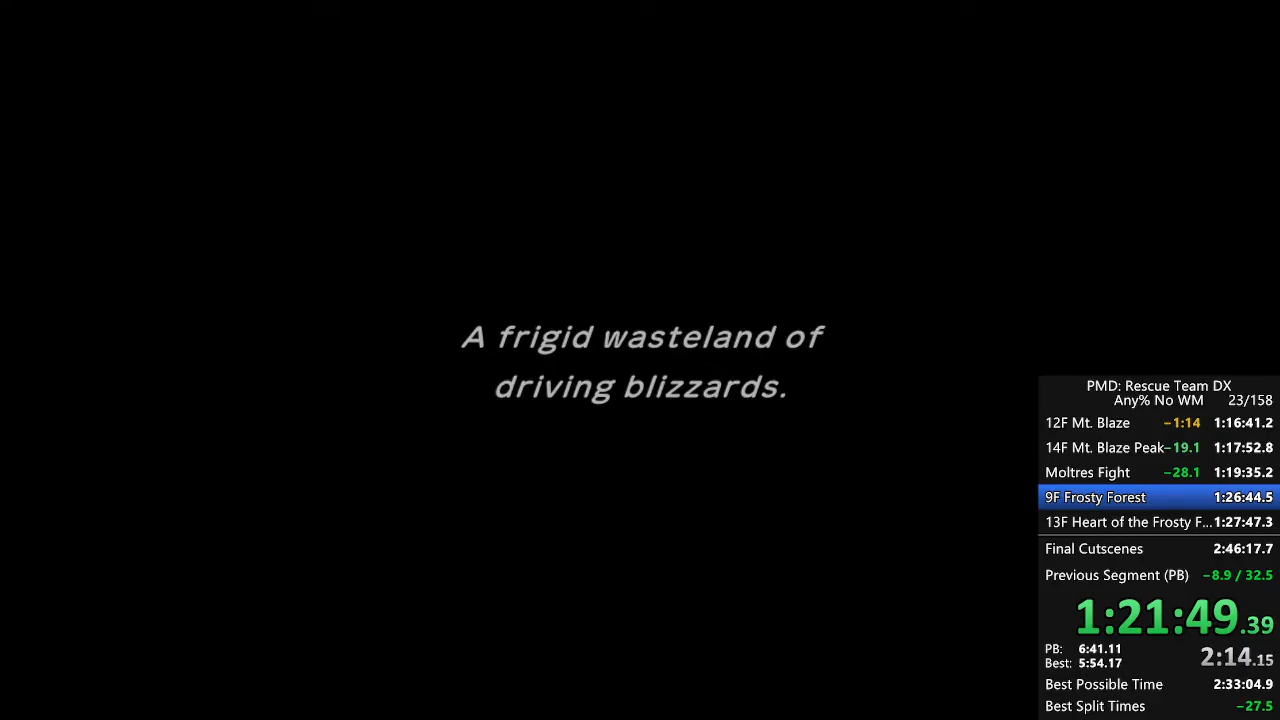 A frigid wasteland of
driving blizzards.
PMD: Rescue Team DX
Any% No WM 23/158
12F Mt. Blaze -1:14 1:16:41.2
14F Mt. Blaze Peak -19.1 1:17:52.8
Moltres Fight -28.1 1:19:35.2
9F Frosty Forest 1:26:44.5
13F Heart of the Frosty F... 1:27:47.3
Final Cutscenes 2:46:17.7
Previous Segment (PB) -8.9 / 32.5
1:21:49.39
PB: 6:41.11
Best: 5:54.17
2:14.15
Best Possible Time 2:33:04.9
Best Split Times -27.5